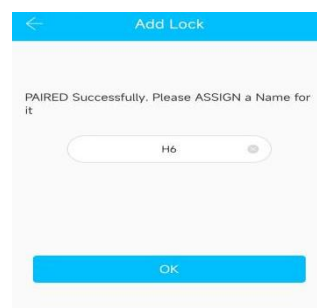 Add Lock
PAIRED Successfully. Please ASSIGN a Name for
it
H6
OK